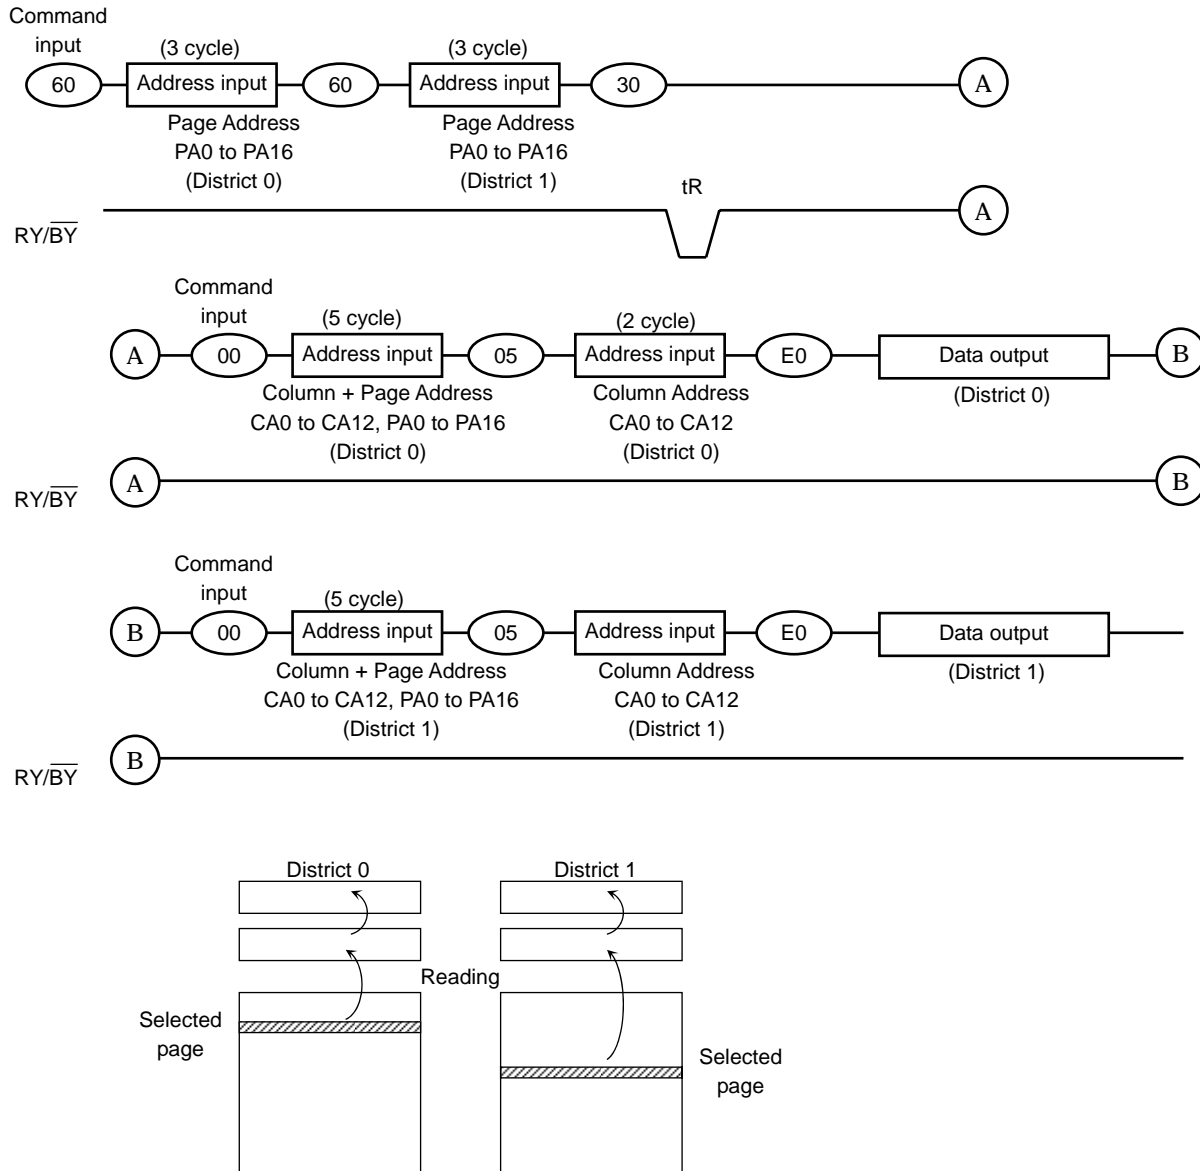 Command
input
(3 cycle)
(3 cycle)
60
Address input
60
Address input
30
A
Page Address
PA0 to PA16
(District 0)
Page Address
PA0 to PA16
(District 1)
tR
RY/BY
A
Command
input
(5 cycle)
(2 cycle)
A
00
Address input
05
Address input
E0
Data output
B
Column + Page Address
CA0 to CA12, PA0 to PA16
(District 0)
Column Address
CA0 to CA12
(District 0)
(District 0)
RY/BY
A
B
Command
input
(5 cycle)
B
00
Address input
05
Address input
E0
Data output
Column + Page Address
CA0 to CA12, PA0 to PA16
(District 1)
Column Address
CA0 to CA12
(District 1)
(District 1)
RY/BY
B
District 0
District 1
Reading
Selected
page
Selected
page